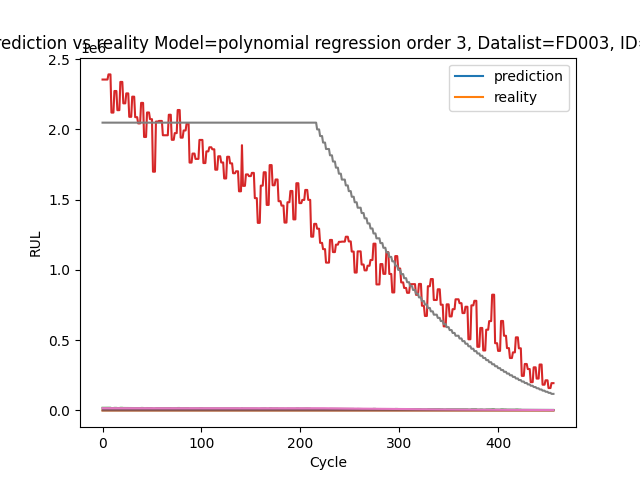 rediction vs reality Model=polynomial regression order 3, Datalist=FD003, ID=
1e6
2.5
2.0
1.5
1.0
0.5
0.0
RUL
prediction
reality
0 100 200 300 400
Cycle